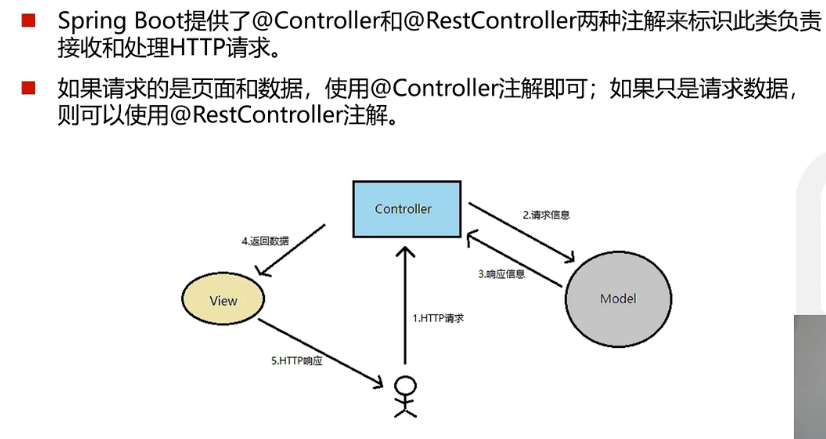 Spring Boot提供了@Controller和@RestController两种注解来标识此类负责
接收和处理HTTP请求。
如果请求的是页面和数据，使用@Controller注解即可；如果只是请求数据，
则可以使用@RestController注解。
Controller
2.请求信息
4.返回数据
3.响应信息
View
Model
1.HTTP请求
5.HTTP响应